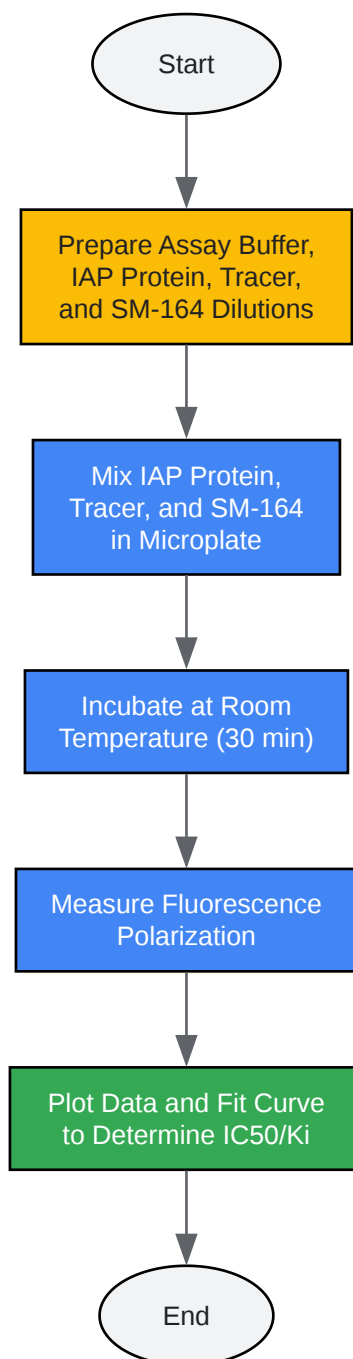 Start
Prepare Assay Buffer,
IAP Protein, Tracer,
and SM-164 Dilutions
Mix IAP Protein,
Tracer, and SM-164
in Microplate
Incubate at Room
Temperature (30 min)
Measure Fluorescence
Polarization
Plot Data and Fit Curve
to Determine IC50/Ki
End